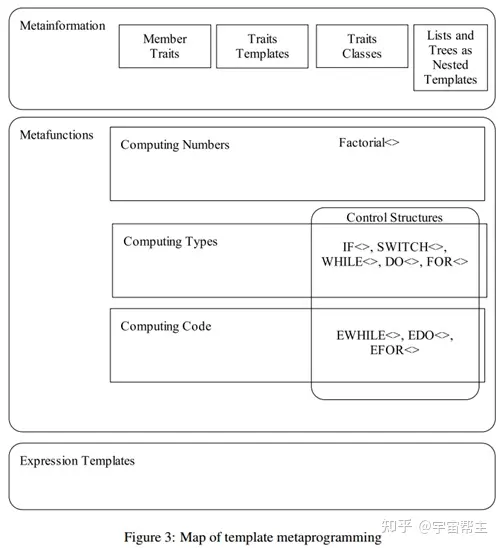 Metainformation
Member
Traits
Traits
Templates
Traits
Classes
Lists and
Trees as
Nested
Templates
Metafunctions
Computing Numbers
Factorial<>
Control Structures
Computing Types
IF<>, SWITCH<>,
WHILE<>, DO<>, FOR<>
Computing Code
EWHILE<>, EDO<>,
EFOR<>
Expression Templates
知乎 @宇宙帮主
Figure 3: Map of template metaprogramming